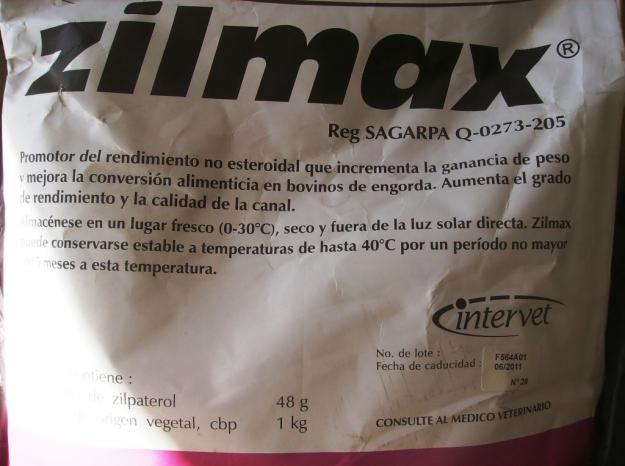 zilmax®
Reg SAGARPA Q-0273-205
Promotor del rendimiento no esteroidal que incrementa la ganancia de peso
y mejora la conversión alimenticia en bovinos de engorda. Aumenta el grado
de rendimiento y la calidad de la canal.
Almacénese en un lugar fresco (0-30°C), seco y fuera de la luz solar directa. Zilmax
puede conservarse estable a temperaturas de hasta 40°C por un período no mayor
meses a esta temperatura.
intervet
No. de lote : F564A01
Fecha de caducidad : 06/2011
N° 28
ntiene :
de zilpaterol 48 g
origen vegetal, cbp 1 kg
CONSULTE AL MEDICO VETERINARIO